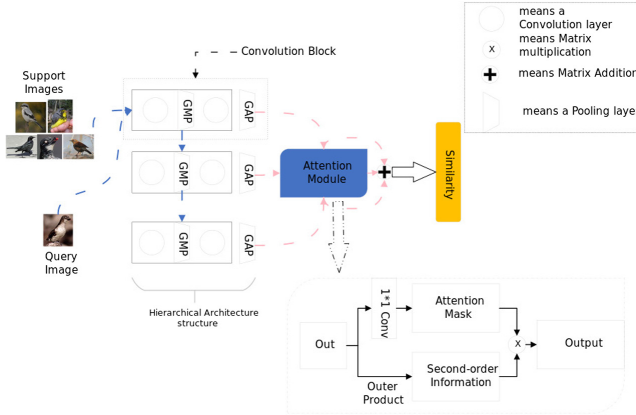 means a
Convolution layer
means Matrix
X
multiplication
means Matrix Addition
means a Pooling laye
Convolution Block
Support
Images
GMP
GAP
GMP
GAP
GMP
GAP
Attention
Module
Similarity
Query
Image
Hierarchical Architecture
structure
1*1 Conv
Attention
Mask
Out
X
Output
Second-order
Information
Outer
Product